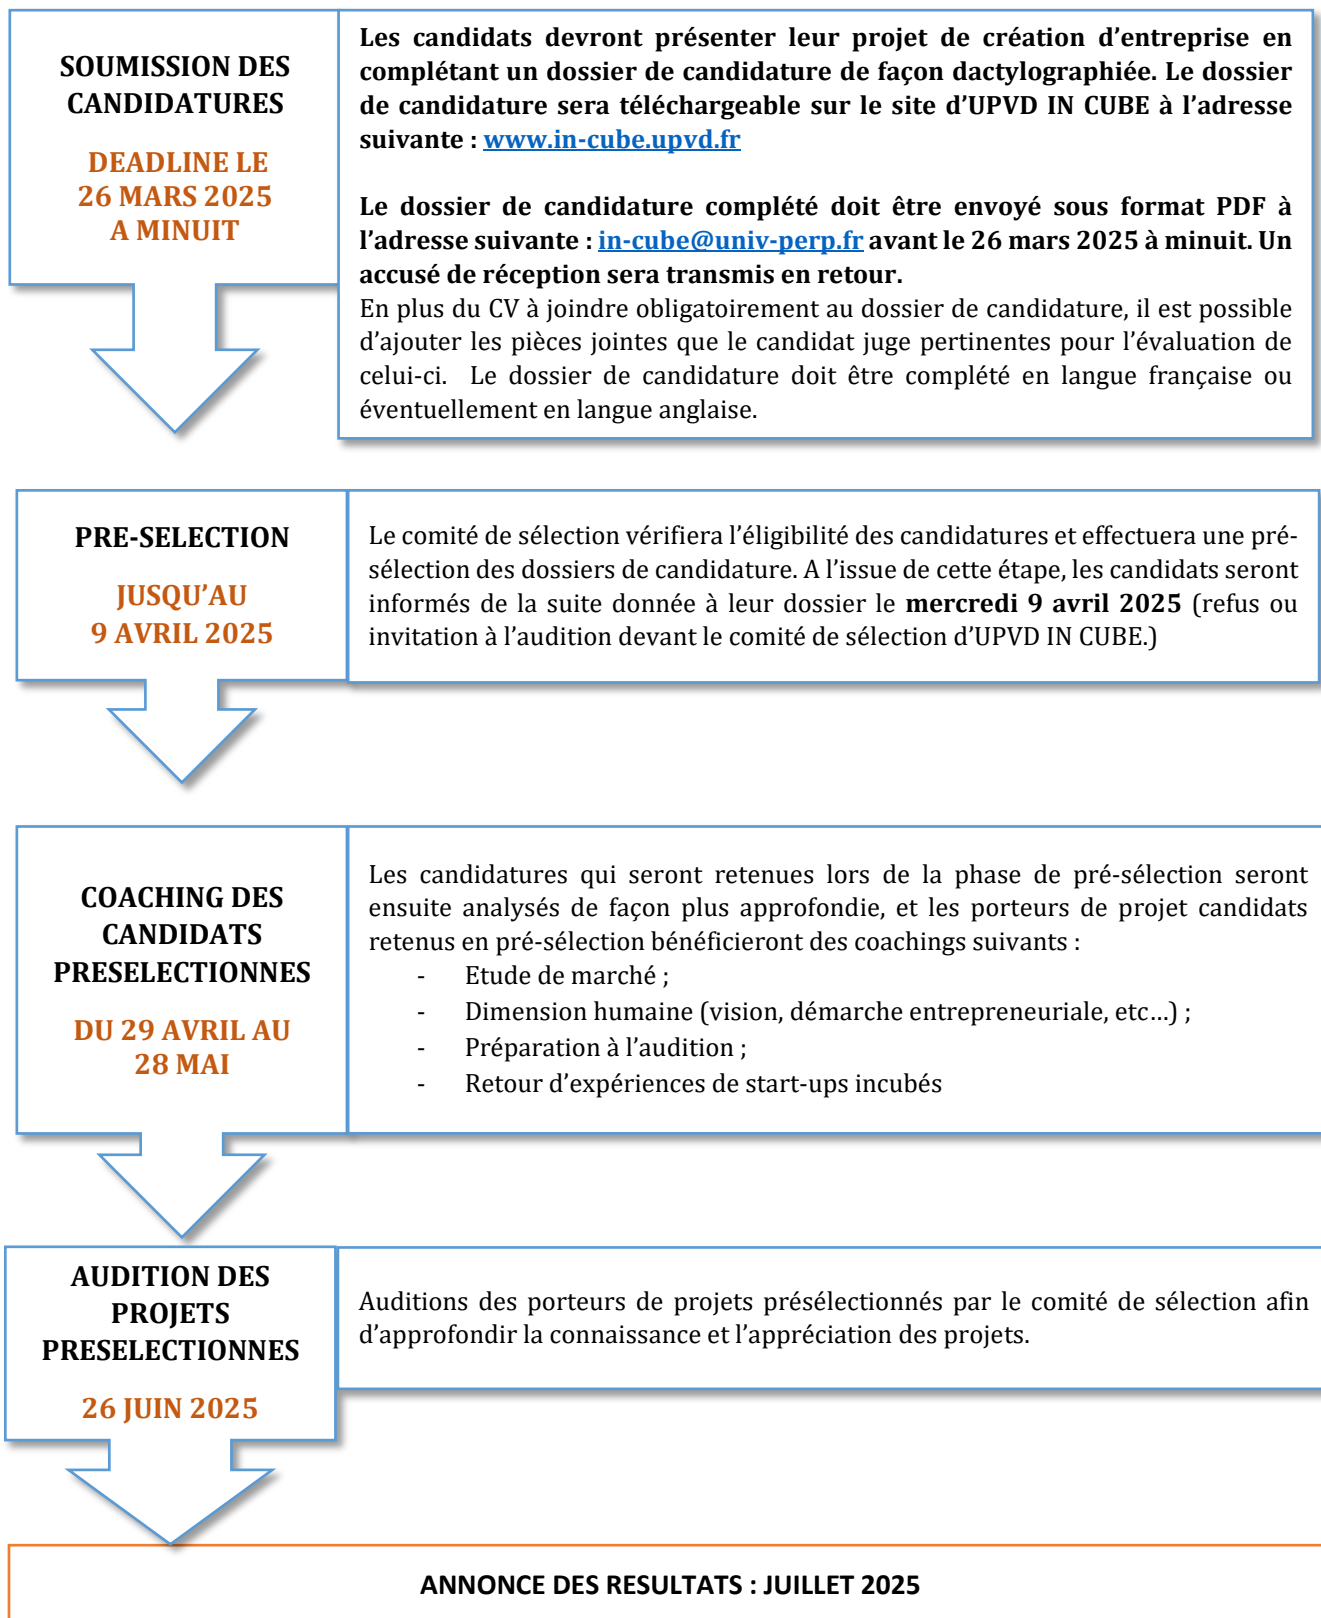 SOUMISSION DES
CANDIDATURES
DEADLINE LE
26 MARS 2025
A MINUIT
Les candidats devront présenter leur projet de création d’entreprise en
complétant un dossier de candidature de façon dactylographiée. Le dossier
de candidature sera téléchargeable sur le site d’UPVD IN CUBE à l’adresse
suivante : www.in-cube.upvd.fr
Le dossier de candidature complété doit être envoyé sous format PDF à
l’adresse suivante : in-cube@univ-perp.fr avant le 26 mars 2025 à minuit. Un
accusé de réception sera transmis en retour.
En plus du CV à joindre obligatoirement au dossier de candidature, il est possible
d’ajouter les pièces jointes que le candidat juge pertinentes pour l’évaluation de
celui-ci. Le dossier de candidature doit être complété en langue française ou
éventuellement en langue anglaise.
PRE-SELECTION
JUSQU’AU
9 AVRIL 2025
Le comité de sélection vérifiera l’éligibilité des candidatures et effectuera une pré-
sélection des dossiers de candidature. A l’issue de cette étape, les candidats seront
informés de la suite donnée à leur dossier le mercredi 9 avril 2025 (refus ou
invitation à l’audition devant le comité de sélection d’UPVD IN CUBE.)
COACHING DES
CANDIDATS
PRESELECTIONNES
DU 29 AVRIL AU
28 MAI
Les candidatures qui seront retenues lors de la phase de pré-sélection seront
ensuite analysés de façon plus approfondie, et les porteurs de projet candidats
retenus en pré-sélection bénéficieront des coachings suivants :
- Etude de marché ;
- Dimension humaine (vision, démarche entrepreneuriale, etc…) ;
- Préparation à l’audition ;
- Retour d’expériences de start-ups incubés
AUDITION DES
PROJETS
PRESELECTIONNES
26 JUIN 2025
Auditions des porteurs de projets présélectionnés par le comité de sélection afin
d’approfondir la connaissance et l’appréciation des projets.
ANNONCE DES RESULTATS : JUILLET 2025